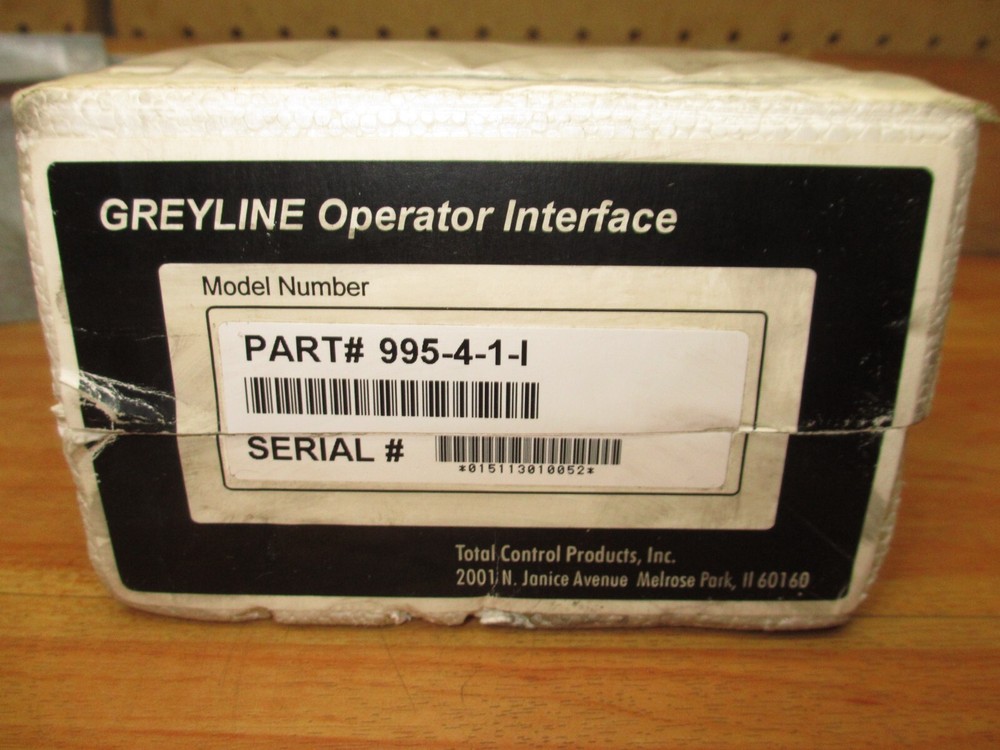 GREYLINE Operator Interface
Model Number
PART# 995-4-1-I
SERIAL #
*015113010052*
Total Control Products, Inc.
2001 N. Janice Avenue Melrose Park, Il 60160